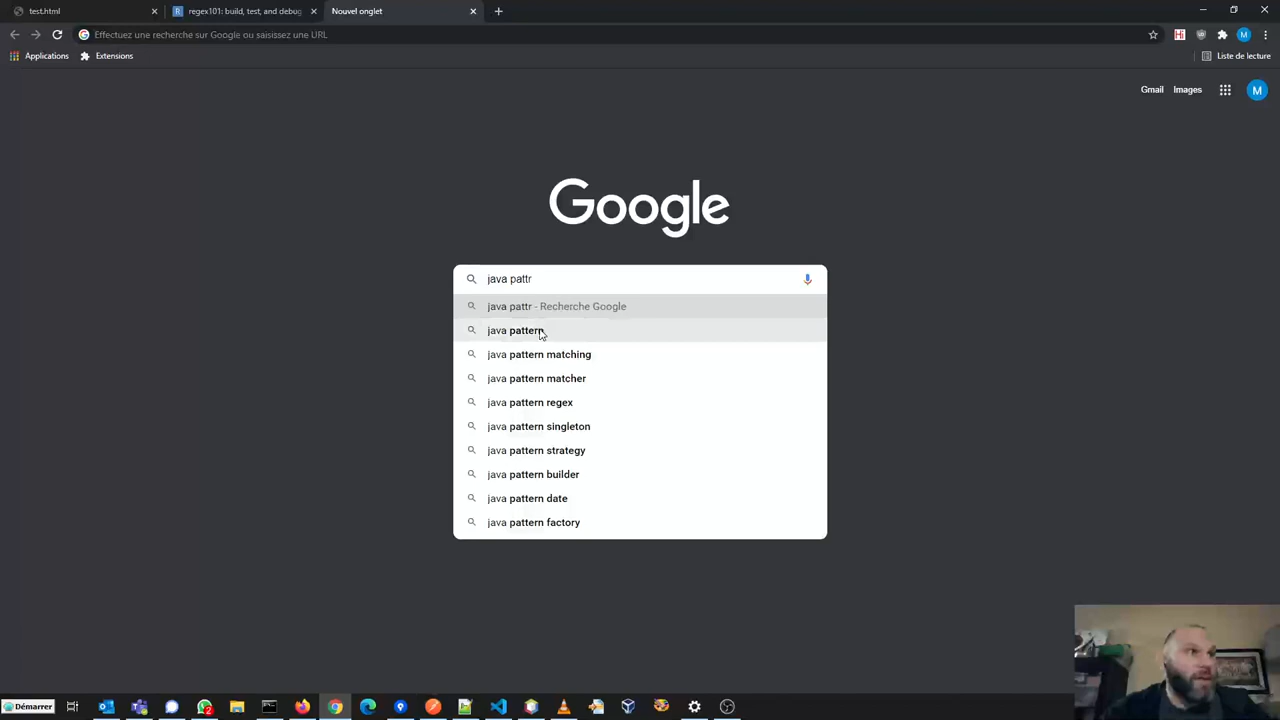 test.html
regex101: build, test, and debug
Nouvel onglet
Effectuez une recherche sur Google ou saisissez une URL
Hi
M
Applications
Extensions
Liste de lecture
Gmail
Images
M
Google
java pattr
java pattr - Recherche Google
java pattern
java pattern matching
java pattern matcher
java pattern regex
java pattern singleton
java pattern strategy
java pattern builder
java pattern date
java pattern factory
Démarrer
2